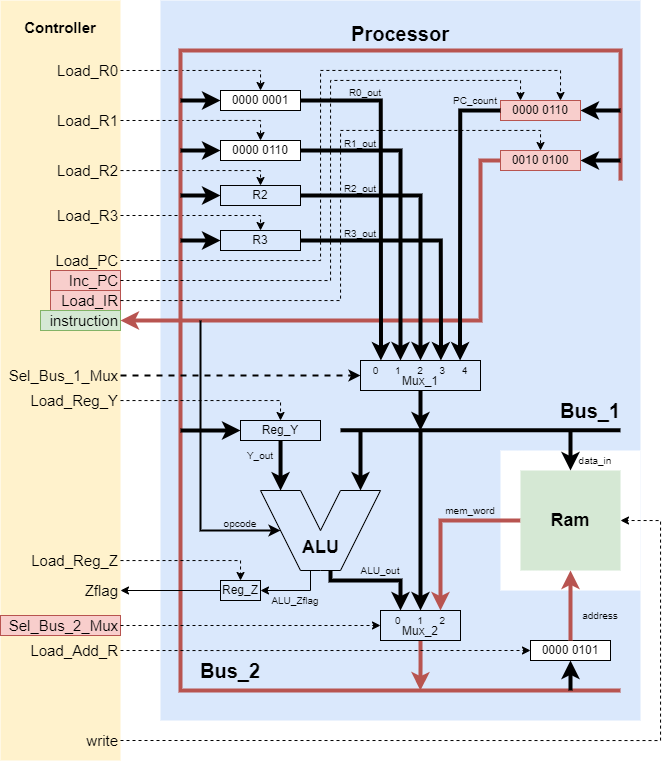 Controller
Processor
Load_R0
R0_out
0000 0001
PC_count
0000 0110
Load_R1
R1_out
0000 0110
0010 0100
Load_R2
R2
R2_out
Load_R3
R3
R3_out
Load_PC
Inc_PC
Load_IR
instruction
0 1 2 3 4
Mux_1
Sel_Bus_1_Mux
Load_Reg_Y
Bus_1
Reg_Y
Y_out
data_in
mem_word
Ram
opcode
ALU
Load_Reg_Z
ALU_out
Zflag
Reg_Z
ALU_Zflag
address
0 1 2
Mux_2
Sel_Bus_2_Mux
Load_Add_R
0000 0101
Bus_2
write